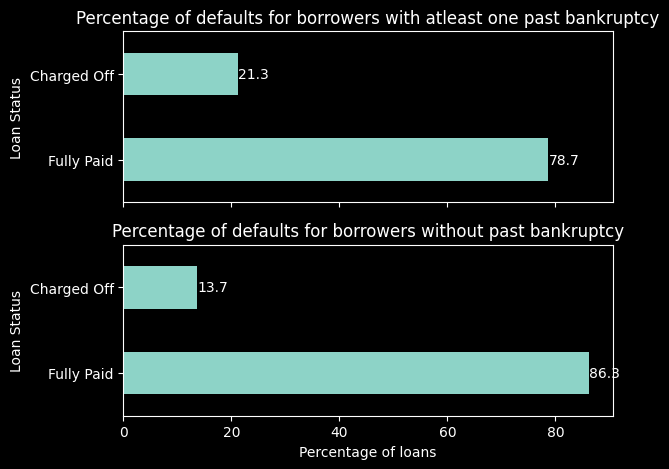 Percentage of defaults for borrowers with atleast one past bankruptcy
Loan Status
Charged Off
21.3
Fully Paid
78.7
Percentage of defaults for borrowers without past bankruptcy
Loan Status
Charged Off
13.7
Fully Paid
86.3
0 20 40 60 80
Percentage of loans